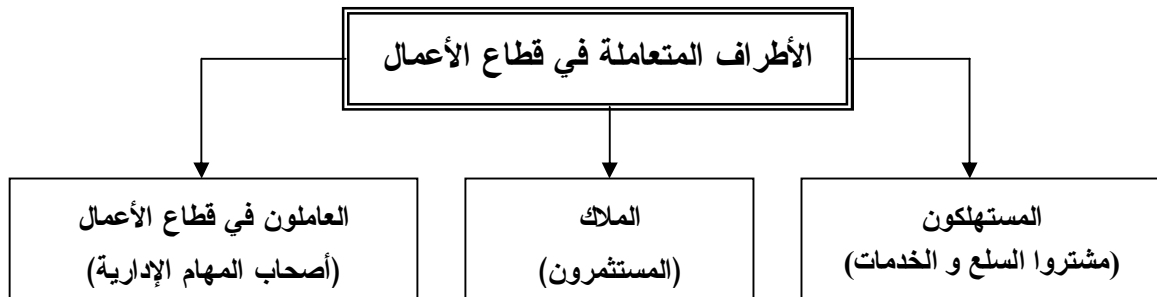 الأطراف المتعاملة في قطاع الأعمال
المستهلكون
(مشتروا السلع و الخدمات)
الملاك
(المستثمرون)
العاملون في قطاع الأعمال
(أصحاب المهام الإدارية)